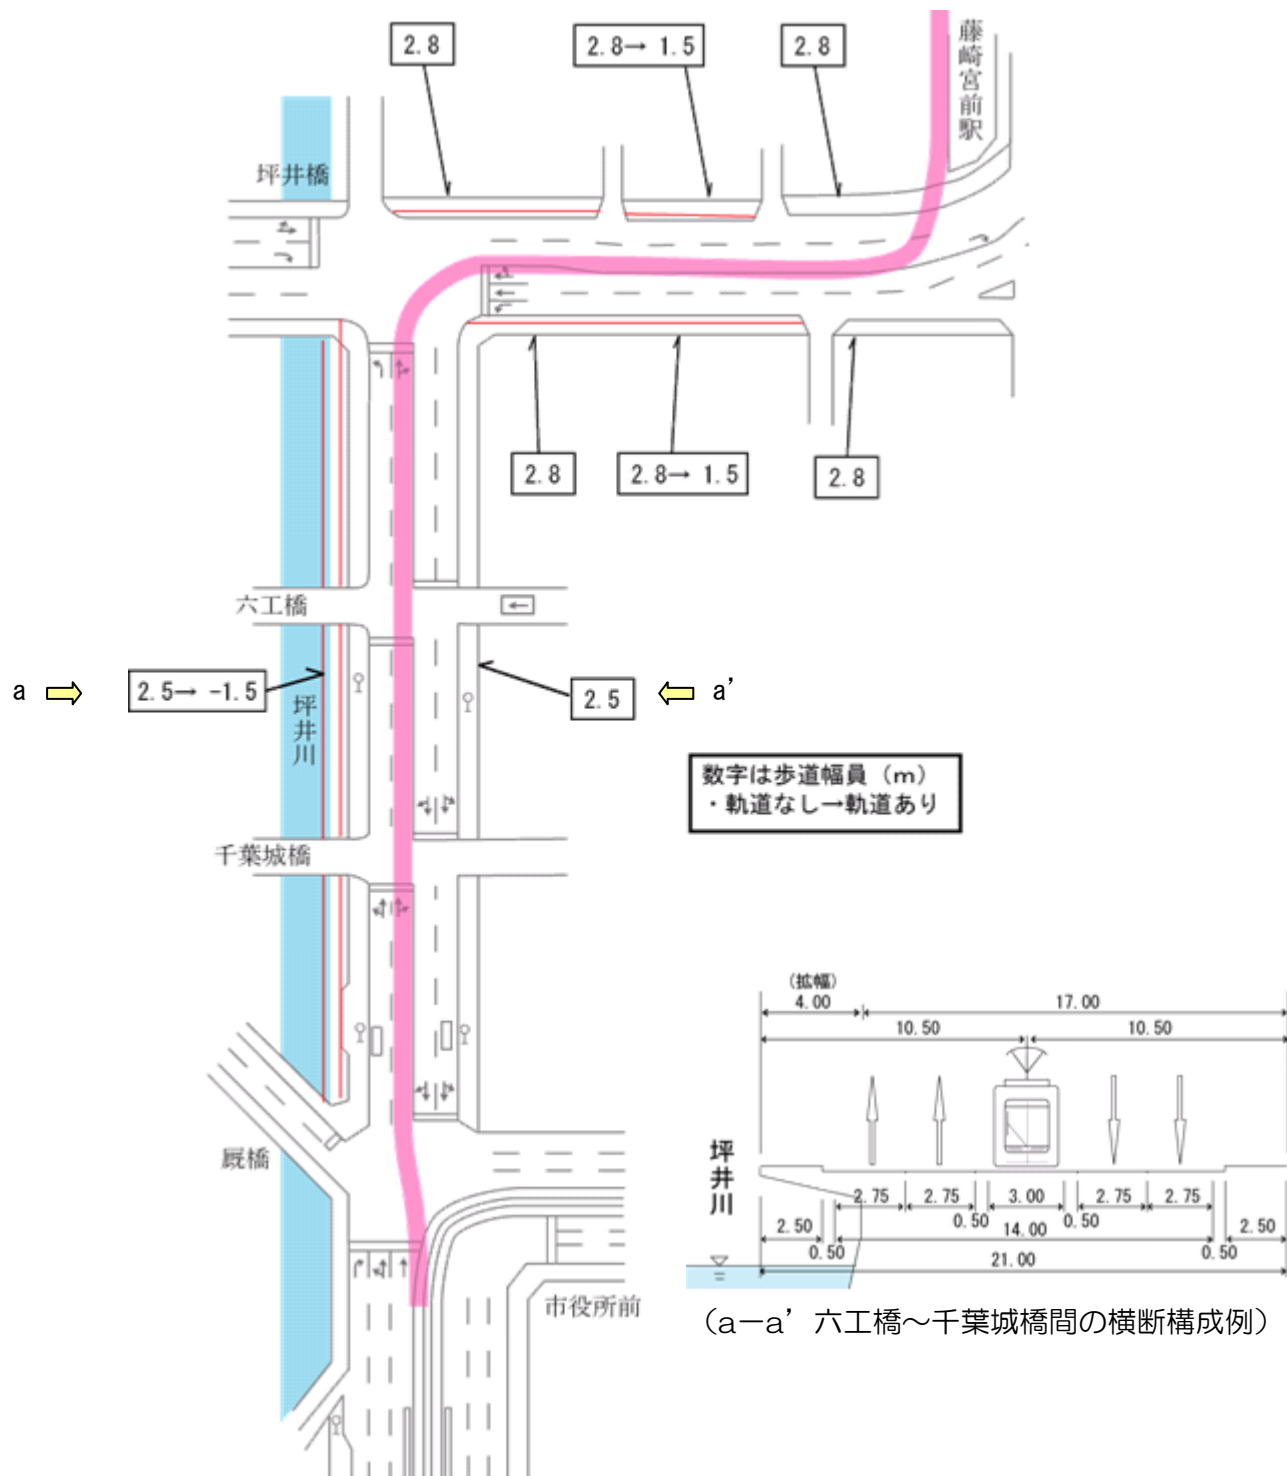 2.8
2.8→ 1.5
2.8
藤崎宮前駅
坪井橋
2.8
2.8→ 1.5
2.8
六工橋
a
2.5→ -1.5
坪井川
2.5
a’
数字は歩道幅員（m）
・軌道なし→軌道あり
千葉城橋
(拡幅)
4.00
17.00
10.50
10.50
厩橋
坪井川
2.75
2.75
3.00
2.75
2.75
0.50
0.50
2.50
14.00
2.50
0.50
0.50
21.00
市役所前
（a－a’ 六工橋～千葉城橋間の横断構成例）